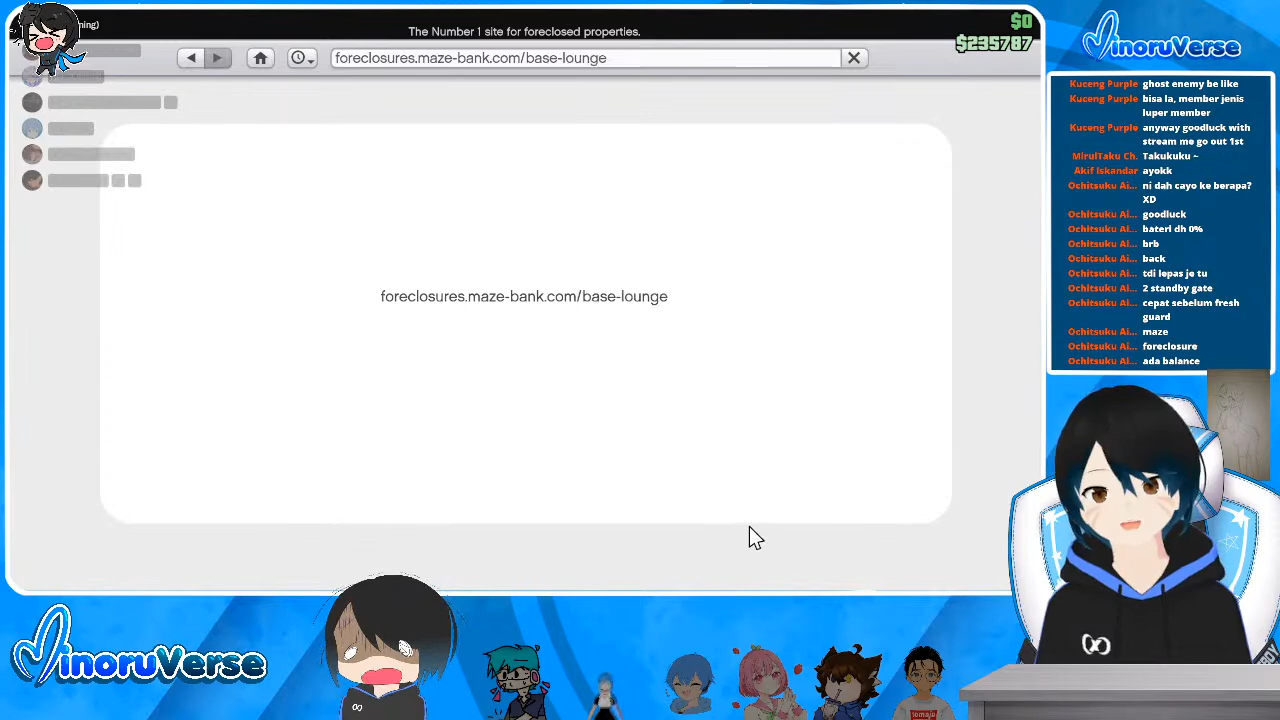 ning)
The Number 1 site for foreclosed properties.
$0
$235787
foreclosures.maze-bank.com/base-lounge
foreclosures.maze-bank.com/base-lounge
MinoruVerse
Kuceng Purple ghost enemy be like
Kuceng Purple bisa la, member jenis
luper member
Kuceng Purple anyway goodluck with
stream me go out 1st
MiruiTaku Ch. Takukuku ~
Akif Iskandar ayokk
Ochitsuku Ai... ni dah cayo ke berapa?
XD
Ochitsuku Ai... goodluck
Ochitsuku Ai... bateri dh 0%
Ochitsuku Ai... brb
Ochitsuku Ai... back
Ochitsuku Ai... tdi lepas je tu
Ochitsuku Ai... 2 standby gate
Ochitsuku Ai... cepat sebelum fresh
guard
Ochitsuku Ai... maze
Ochitsuku Ai... foreclosure
Ochitsuku Ai... ada balance
MinoruVerse